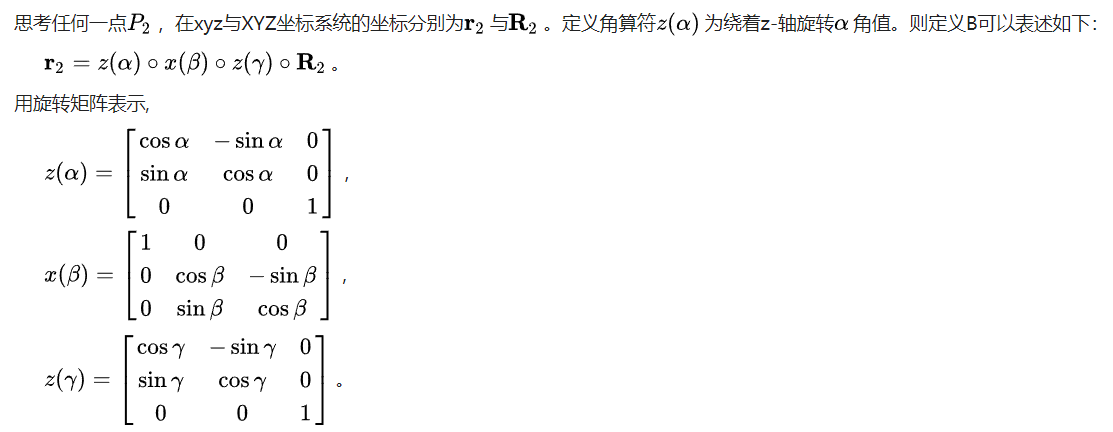 思考任何一点$P_2$ ，在xyz与XYZ坐标系统的坐标分别为$\mathbf{r}_2$ 与$\mathbf{R}_2$ 。定义角算符$z(\alpha)$ 为绕着z-轴旋转$\alpha$ 角值。则定义B可以表述如下：
$\mathbf{r}_2 = z(\alpha) \circ x(\beta) \circ z(\gamma) \circ \mathbf{R}_2$ 。
用旋转矩阵表示,
$z(\alpha) = \begin{bmatrix} \cos\alpha & -\sin\alpha & 0 \\ \sin\alpha & \cos\alpha & 0 \\ 0 & 0 & 1 \end{bmatrix}$ ，
$x(\beta) = \begin{bmatrix} 1 & 0 & 0 \\ 0 & \cos\beta & -\sin\beta \\ 0 & \sin\beta & \cos\beta \end{bmatrix}$ ，
$z(\gamma) = \begin{bmatrix} \cos\gamma & -\sin\gamma & 0 \\ \sin\gamma & \cos\gamma & 0 \\ 0 & 0 & 1 \end{bmatrix}$ 。